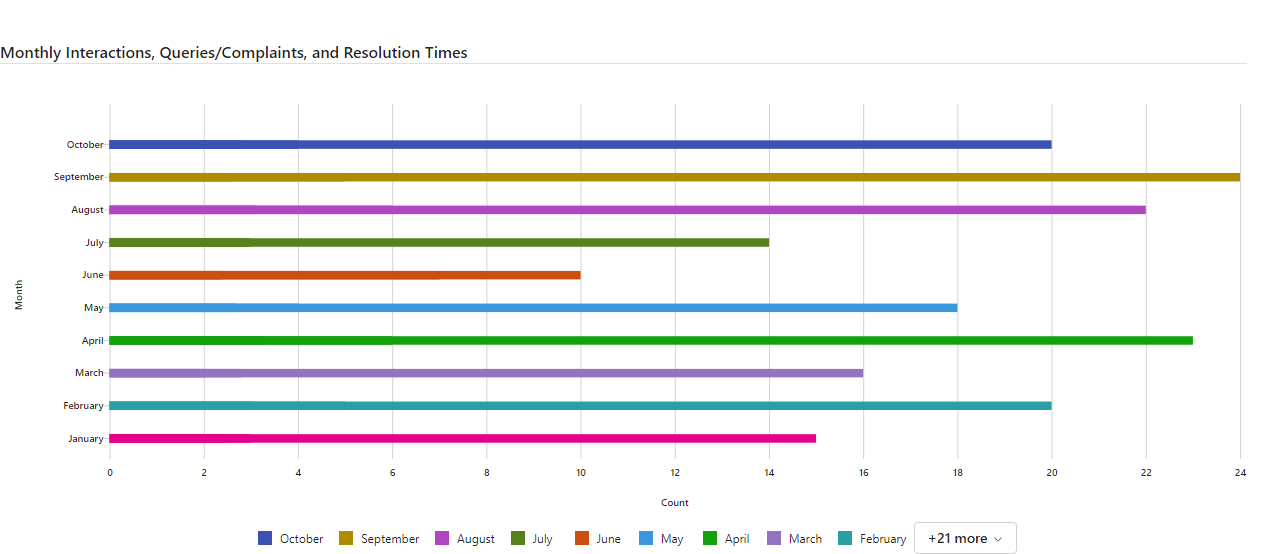 Monthly Interactions, Queries/Complaints, and Resolution Times
October
September
August
July
June
May
April
March
February
January
Month
0 2 4 6 8 10 12 14 16 18 20 22 24
Count
October September August July June May April March February +21 more